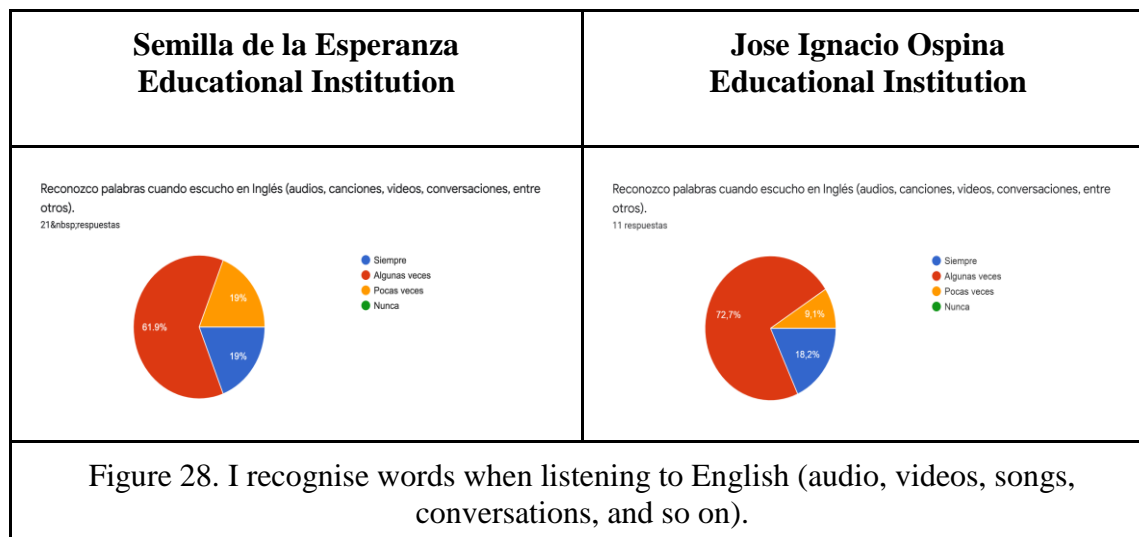 Semilla de la Esperanza
Educational Institution
Jose Ignacio Ospina
Educational Institution
Reconozco palabras cuando escucho en Inglés (audios, canciones, videos, conversaciones, entre
otros).
21&nbsp;respuestas
Siempre
Algunas veces
Pocas veces
Nunca
61.9%
19%
19%
Reconozco palabras cuando escucho en Inglés (audios, canciones, videos, conversaciones, entre
otros).
11 respuestas
Siempre
Algunas veces
Pocas veces
Nunca
72,7%
9,1%
18,2%
Figure 28. I recognise words when listening to English (audio, videos, songs,
conversations, and so on).